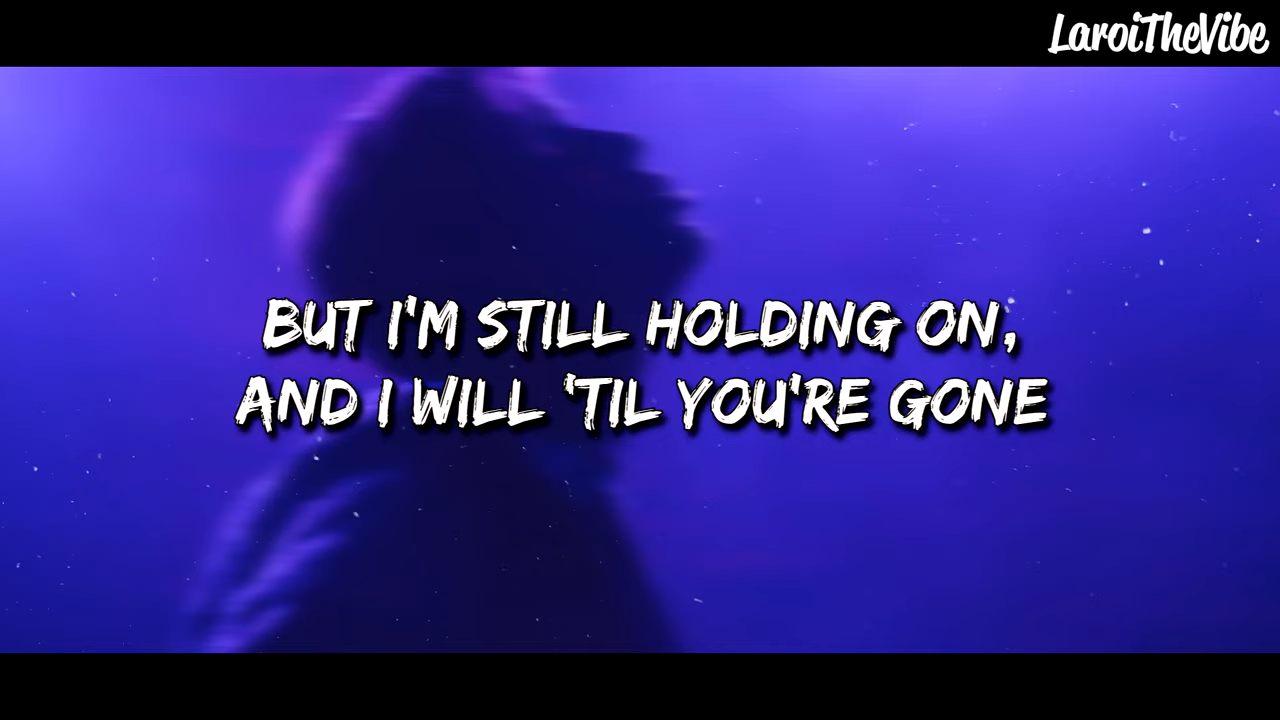 LaroiTheVibe
BUT I'M STILL HOLDING ON,
AND I WILL 'TIL YOU'RE GONE